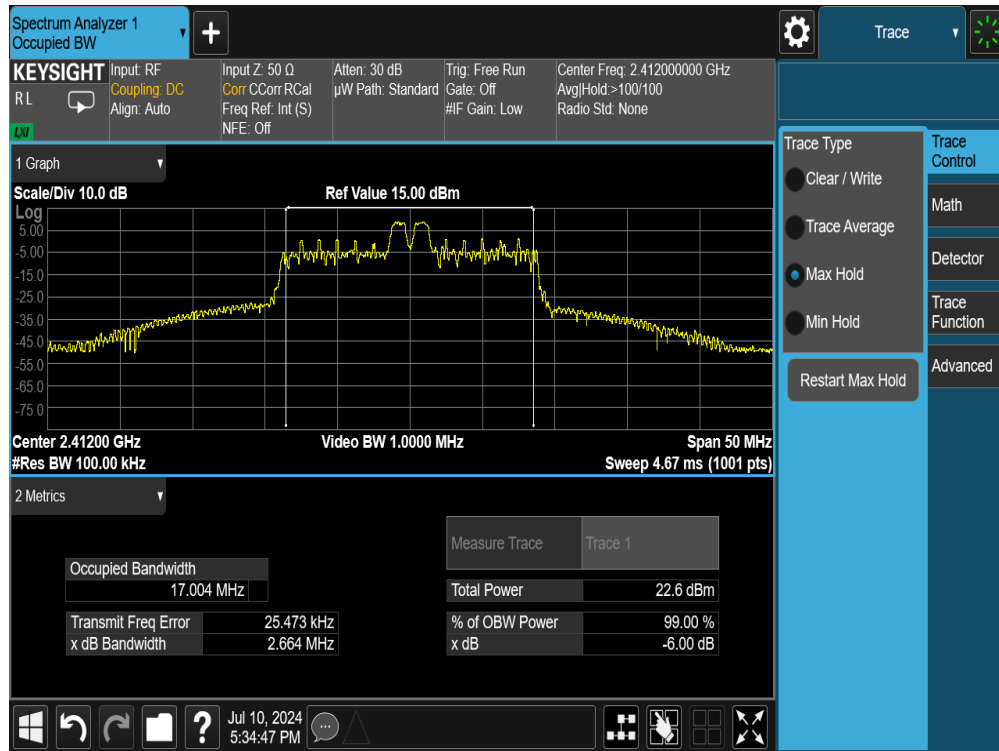 Spectrum Analyzer 1
Occupied BW
+
Trace
KEYSIGHT
RL
LXI
Input: RF
Coupling: DC
Align: Auto
Input Z: 50 Ω
Corr CCorr RCal
Freq Ref: Int (S)
NFE: Off
Atten: 30 dB
µW Path: Standard
Trig: Free Run
Gate: Off
#IF Gain: Low
Center Freq: 2.412000000 GHz
Avg|Hold:>100/100
Radio Std: None
1 Graph
Scale/Div 10.0 dB
Ref Value 15.00 dBm
Log
5.00
-5.00
-15.0
-25.0
-35.0
-45.0
-55.0
-65.0
-75.0
Center 2.41200 GHz
Video BW 1.0000 MHz
Span 50 MHz
#Res BW 100.00 kHz
Sweep 4.67 ms (1001 pts)
2 Metrics
Measure Trace
Trace 1
Occupied Bandwidth
17.004 MHz
Total Power
22.6 dBm
Transmit Freq Error
25.473 kHz
% of OBW Power
99.00 %
x dB Bandwidth
2.664 MHz
x dB
-6.00 dB
Trace Type
Clear / Write
Trace Average
Max Hold
Min Hold
Restart Max Hold
Trace
Control
Math
Detector
Trace
Function
Advanced
?
Jul 10, 2024
5:34:47 PM